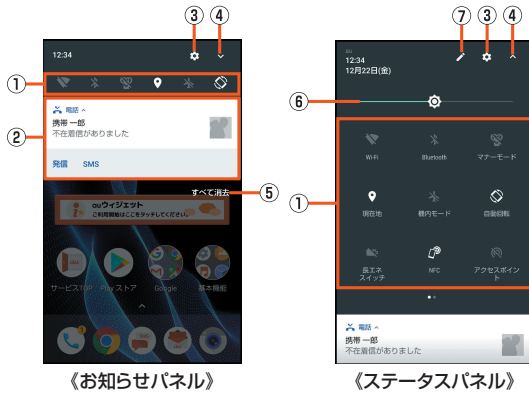 ③ ④
12:34
①
②
電話
携帯 一郎
不在着信がありました
発信 SMS
すべて消去
⑤
auウィジェット
ご利用開始はここをタッチしてください。
サービスTOP Play ストア Google 基本機能
《お知らせパネル》
⑦ ③ ④
au
12:34
12月22日(金)
⑥
①
Wi-Fi Bluetooth マナーモード
現在地 機内モード 自動回転
長エネスイッチ NFC アクセスポイント
電話
携帯 一郎
不在着信がありました
《ステータスパネル》